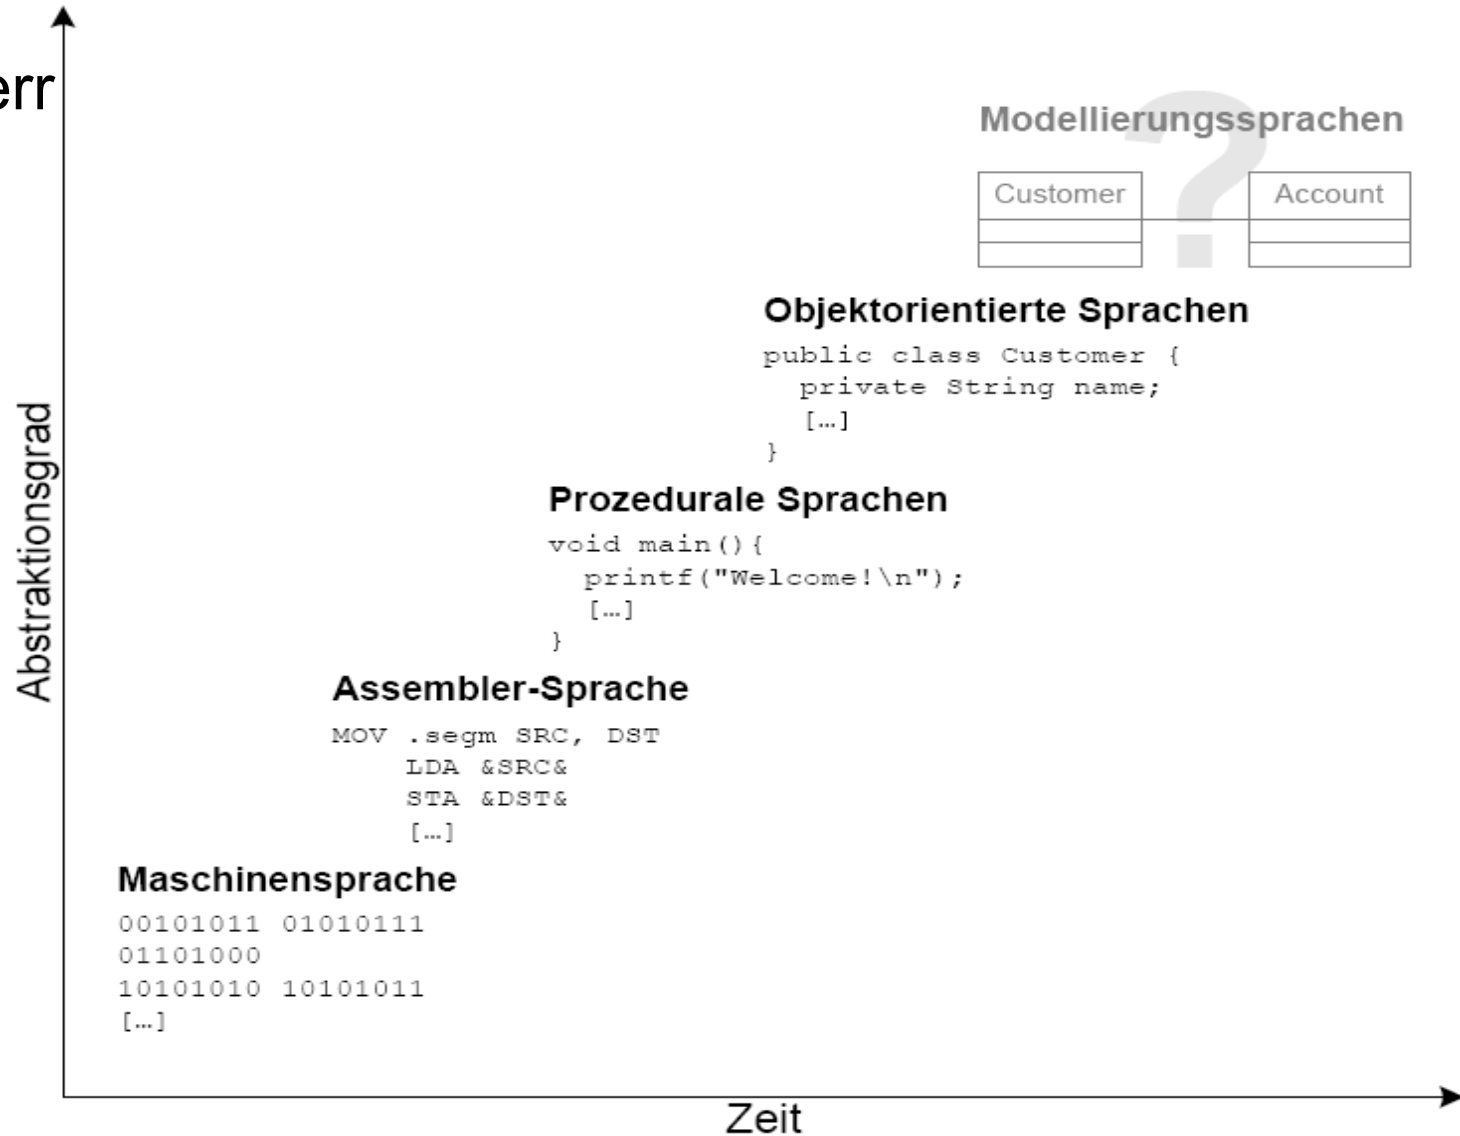 err
Modellierungssprachen
Customer
Account
?
Objektorientierte Sprachen
public class Customer {
private String name;
[…]
}
Prozedurale Sprachen
void main(){
printf("Welcome!\n");
[…]
}
Assembler-Sprache
MOV .segm SRC, DST
LDA &SRC&
STA &DST&
[…]
Maschinensprache
00101011 01010111
01101000
10101010 10101011
[…]
Abstraktionsgrad
Zeit